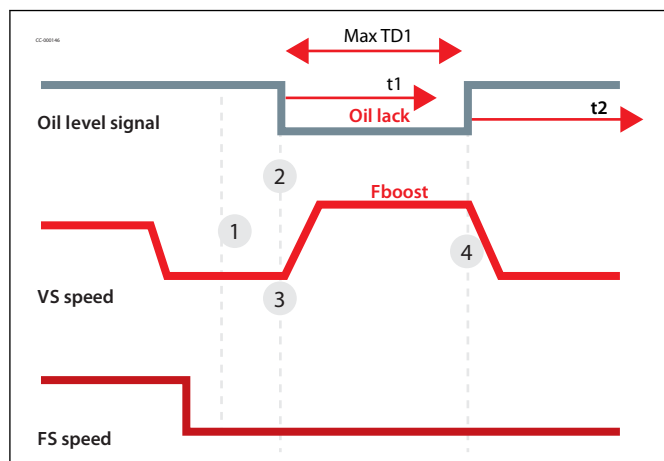 CC-000146
Max TD1
t1
Oil lack
t2
Oil level signal
2
Fboost
1
4
3
VS speed
FS speed